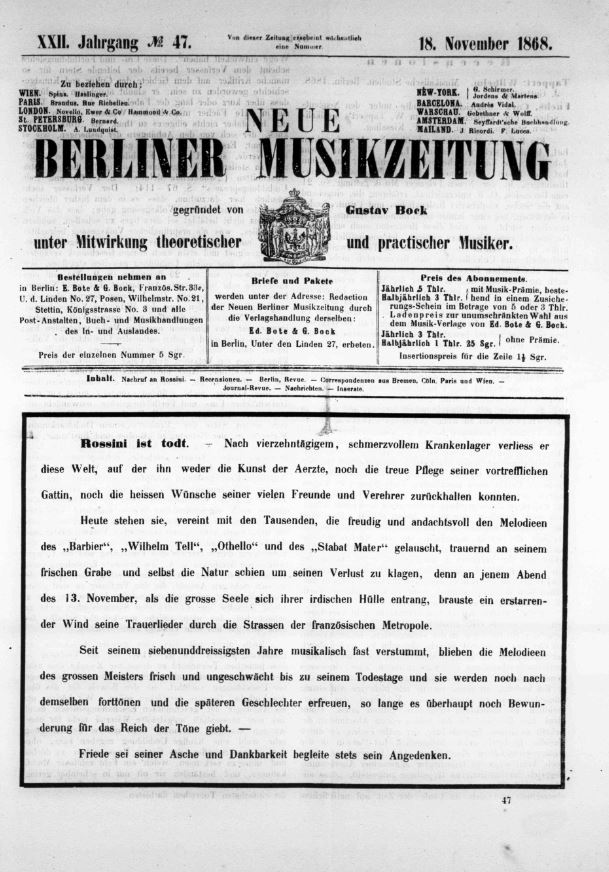 XXII. Jahrgang № 47.
Von dieser Zeitung erscheint wöchentlich
eine Nummer.
18. November 1868.
Zu beziehen durch:
WIEN. Spina. Haslinger.
PARIS. Brandus, Rue Richelieu.
LONDON. Novello, Ewer & Co. Hammond & Co.
St. PETERSBURG. Bernard.
STOCKHOLM. A. Lundquist.
NEW-YORK. G. Schirmer.
Jordens & Martens.
BARCELONA. Andrés Vidal.
WARSCHAU. Gebethner & Wolff.
AMSTERDAM. Seyffardt'sche Buchhandlung.
MAILAND. J. Ricordi. F. Lucca.
NEUE
BERLINER MUSIKZEITUNG
gegründet von Gustav Bock
unter Mitwirkung theoretischer und practischer Musiker.
Bestellungen nehmen an
in Berlin: E. Bote & G. Bock, Französ. Str. 33e,
U. d. Linden No. 27, Posen, Wilhelmstr. No. 21,
Stettin, Königsstrasse No. 3 und alle
Post-Anstalten, Buch- und Musikhandlungen
des In- und Auslandes.
Preis der einzelnen Nummer 5 Sgr.
Briefe und Pakete
werden unter der Adresse: Redaction
der Neuen Berliner Musikzeitung durch
die Verlagshandlung derselben:
Ed. Bote & G. Bock
in Berlin, Unter den Linden 27, erbeten.
Preis des Abonnements.
Jährlich 5 Thlr. mit Musik-Prämie, beste-
Halbjährlich 3 Thlr. hend in einem Zusiche-
rungs-Schein im Betrage von 5 oder 3 Thlr.
Ladenpreis zur unumschränkten Wahl aus
dem Musik-Verlage von Ed. Bote & G. Bock.
Jährlich 3 Thlr.
Halbjährlich 1 Thlr. 25 Sgr. ohne Prämie.
Insertionspreis für die Zeile 1½ Sgr.
Inhalt. Nachruf an Rossini. — Recensionen. — Berlin, Revue. — Correspondenzen aus Bremen, Cöln, Paris und Wien. —
Journal-Revue. — Nachrichten. — Inserate.
Rossini ist todt. — Nach vierzehntägigem, schmerzvollem Krankenlager verliess er
diese Welt, auf der ihn weder die Kunst der Aerzte, noch die treue Pflege seiner vortrefflichen
Gattin, noch die heissen Wünsche seiner vielen Freunde und Verehrer zurückhalten konnten.
Heute stehen sie, vereint mit den Tausenden, die freudig und andachtsvoll den Melodieen
des „Barbier“, „Wilhelm Tell“, „Othello“ und des „Stabat Mater“ gelauscht, trauernd an seinem
frischen Grabe und selbst die Natur schien um seinen Verlust zu klagen, denn an jenem Abend
des 13. November, als die grosse Seele sich ihrer irdischen Hülle entrang, brauste ein erstarren-
der Wind seine Trauerlieder durch die Strassen der französischen Metropole.
Seit seinem siebenunddreissigsten Jahre musikalisch fast verstummt, blieben die Melodieen
des grossen Meisters frisch und ungeschwächt bis zu seinem Todestage und sie werden noch nach
demselben forttönen und die späteren Geschlechter erfreuen, so lange es überhaupt noch Bewun-
derung für das Reich der Töne giebt. —
Friede sei seiner Asche und Dankbarkeit begleite stets sein Angedenken.
47